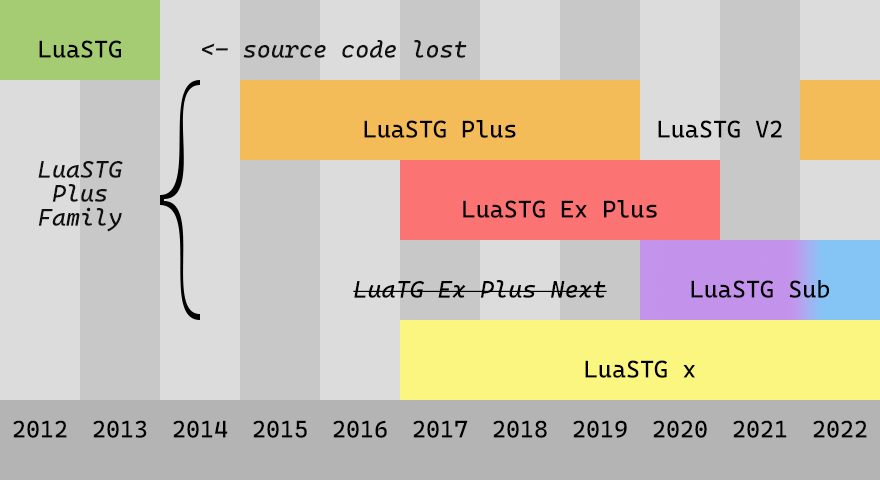 LuaSTG <- source code lost
LuaSTG Plus LuaSTG V2
LuaSTG
Plus
Family
LuaSTG Ex Plus
LuaTG Ex Plus Next LuaSTG Sub
LuaSTG x
2012 2013 2014 2015 2016 2017 2018 2019 2020 2021 2022